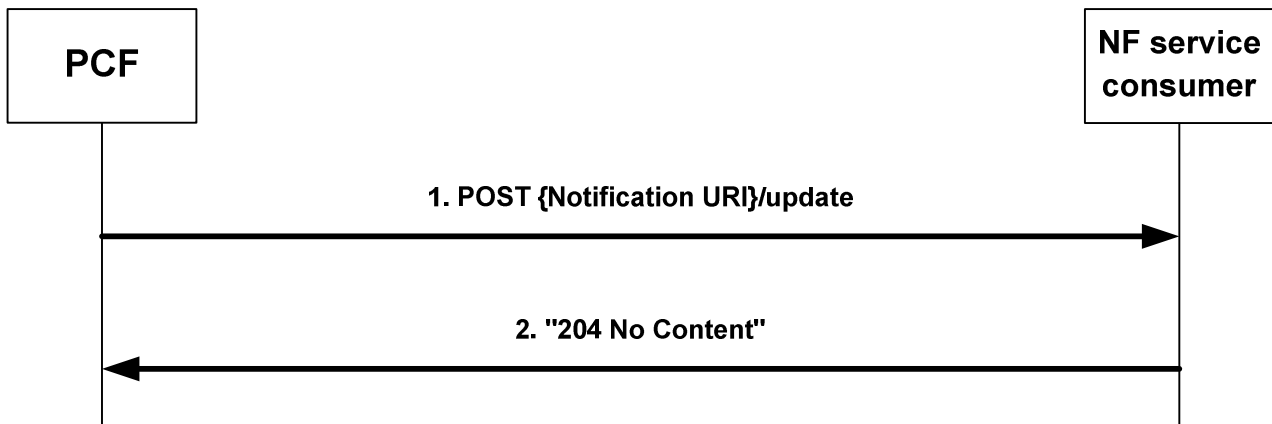 PCF
NF service
consumer
1. POST {Notification URI}/update
2. "204 No Content"